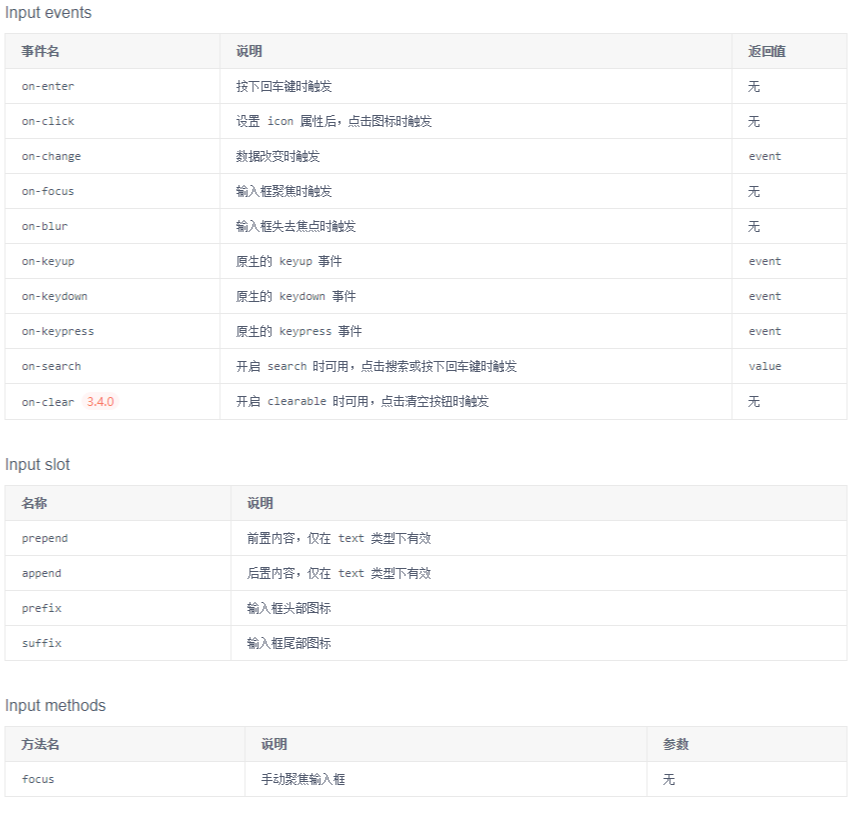 Input events
事件名 说明 返回值
on-enter 按下回车键时触发 无
on-click 设置 icon 属性后，点击图标时触发 无
on-change 数据改变时触发 event
on-focus 输入框聚焦时触发 无
on-blur 输入框失去焦点时触发 无
on-keyup 原生的 keyup 事件 event
on-keydown 原生的 keydown 事件 event
on-keypress 原生的 keypress 事件 event
on-search 开启 search 时可用，点击搜索或按下回车键时触发 value
on-clear 3.4.0 开启 clearable 时可用，点击清空按钮时触发 无
Input slot
名称 说明
prepend 前置内容，仅在 text 类型下有效
append 后置内容，仅在 text 类型下有效
prefix 输入框头部图标
suffix 输入框尾部图标
Input methods
方法名 说明 参数
focus 手动聚焦输入框 无